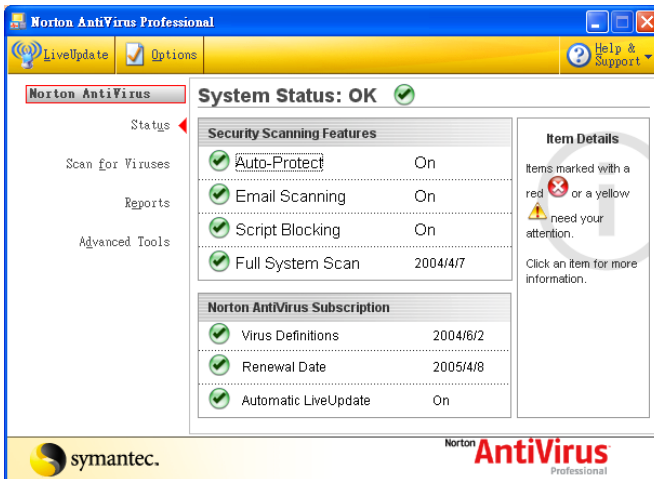 Norton AntiVirus Professional
LiveUpdate Options Help & Support
Norton AntiVirus
Status
Scan for Viruses
Reports
Advanced Tools
System Status: OK
Security Scanning Features
Auto-Protect On
Email Scanning On
Script Blocking On
Full System Scan 2004/4/7
Norton AntiVirus Subscription
Virus Definitions 2004/6/2
Renewal Date 2005/4/8
Automatic LiveUpdate On
Item Details
Items marked with a
red or a yellow
need your
attention.
Click an item for more
information.
symantec.
Norton AntiVirus
Professional